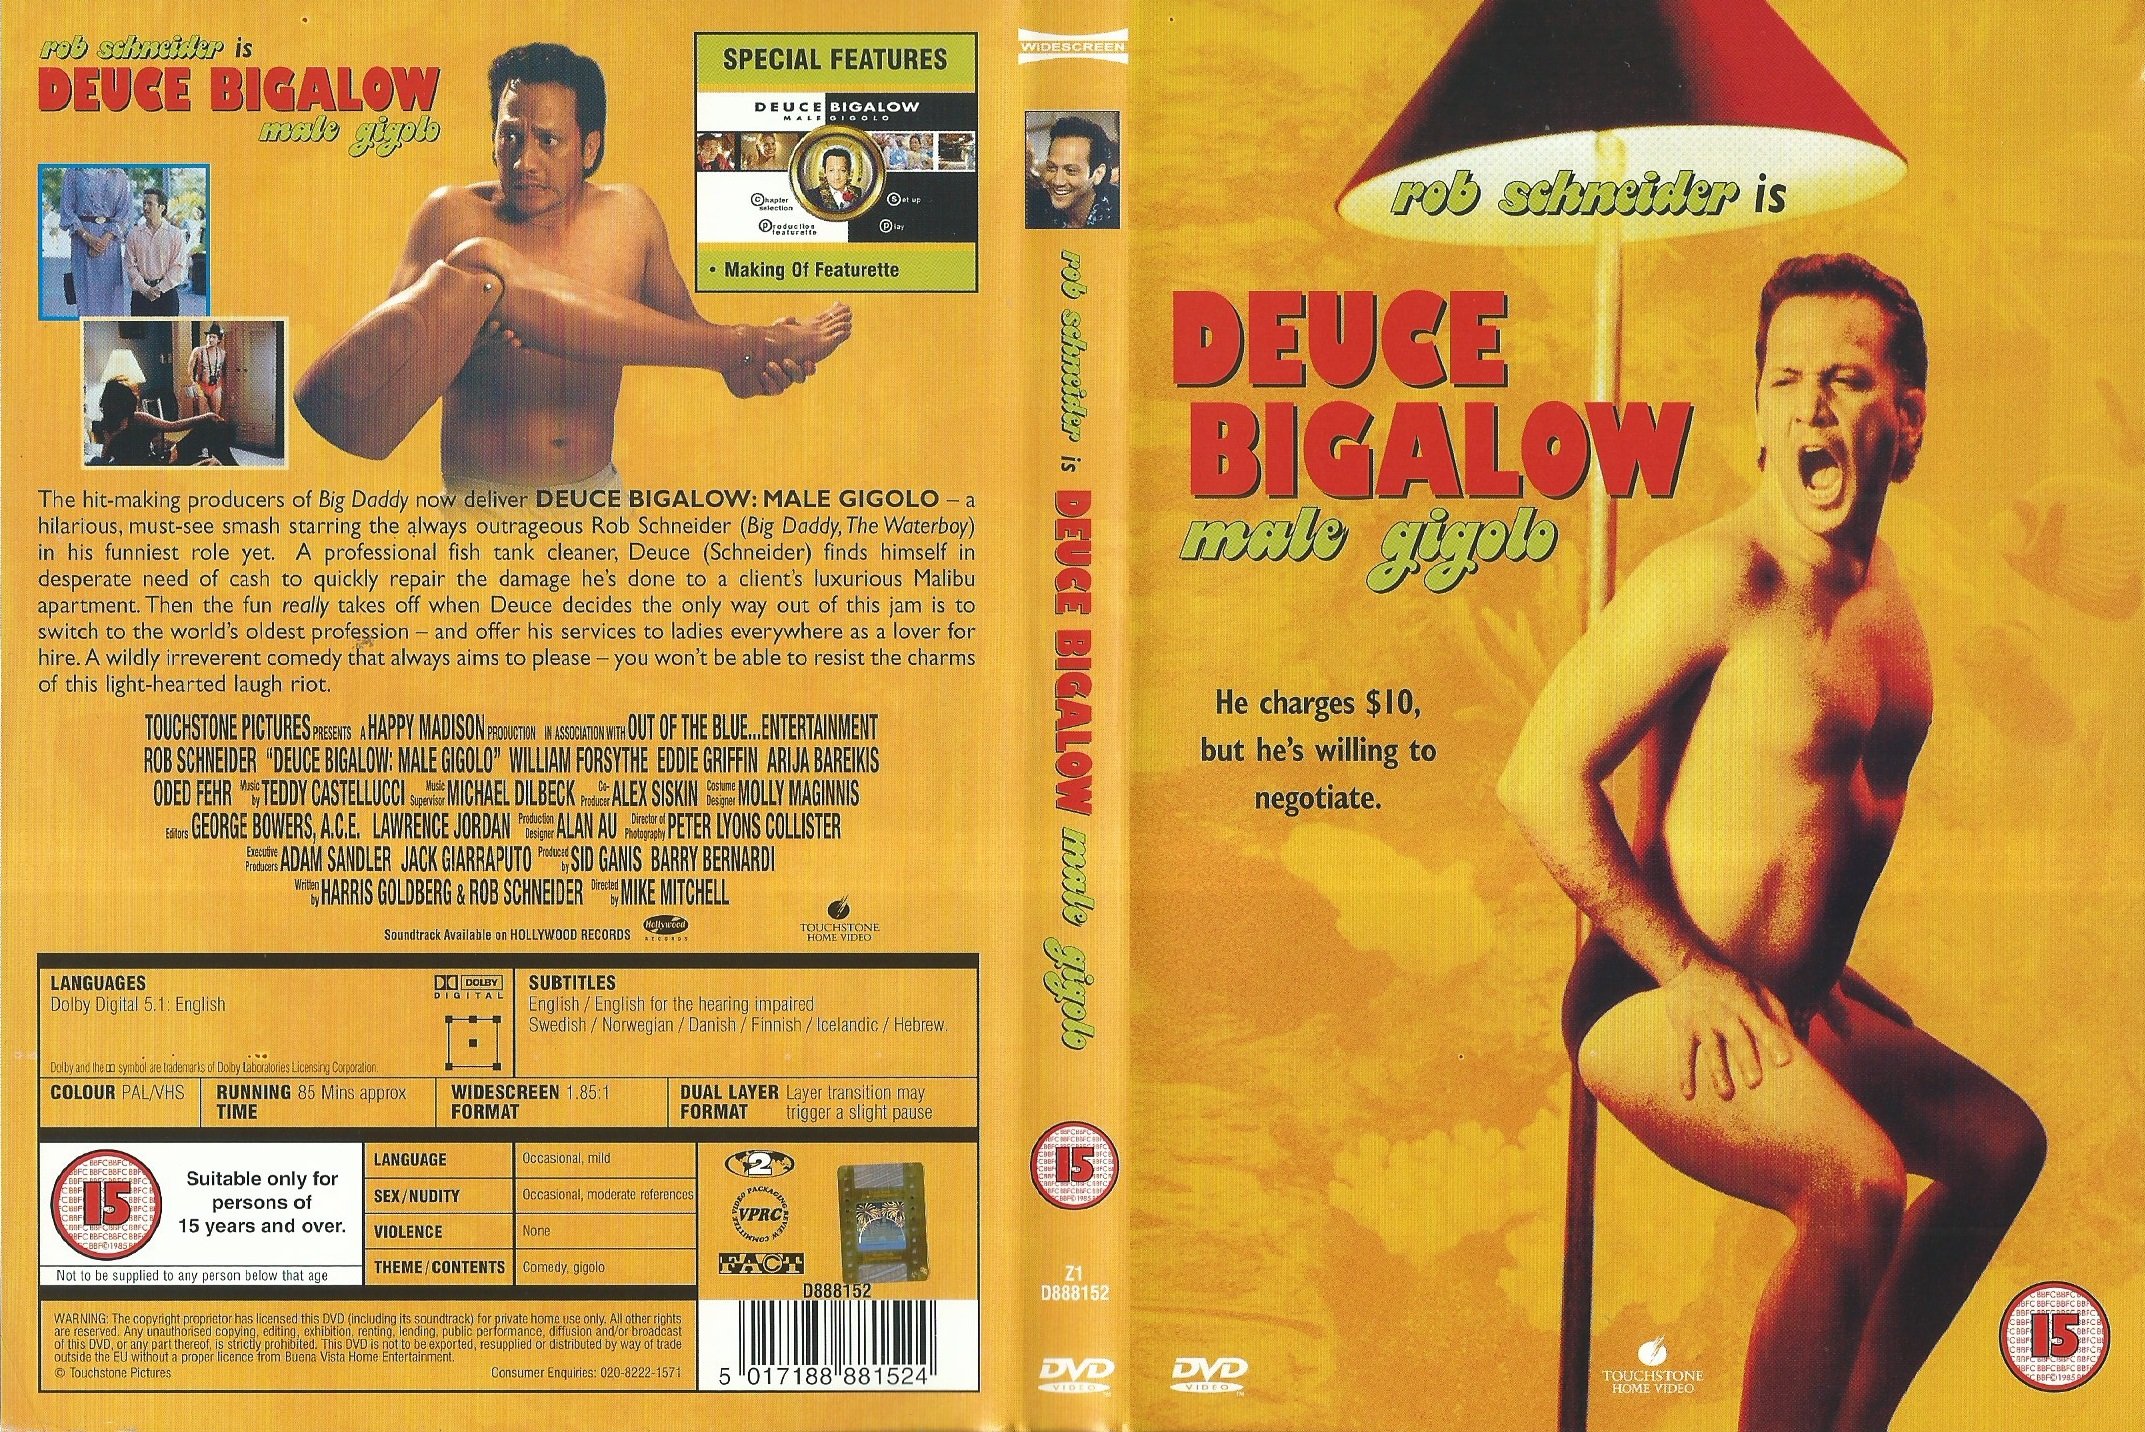 rob schneider is
DEUCE BIGALOW
male gigolo
SPECIAL FEATURES
DEUCE BIGALOW
MALE GIGOLO
Chapter selection
Set up
Production featurette
Play
• Making Of Featurette
The hit-making producers of Big Daddy now deliver DEUCE BIGALOW: MALE GIGOLO – a
hilarious, must-see smash starring the always outrageous Rob Schneider (Big Daddy, The Waterboy)
in his funniest role yet. A professional fish tank cleaner, Deuce (Schneider) finds himself in
desperate need of cash to quickly repair the damage he's done to a client's luxurious Malibu
apartment. Then the fun really takes off when Deuce decides the only way out of this jam is to
switch to the world's oldest profession – and offer his services to ladies everywhere as a lover for
hire. A wildly irreverent comedy that always aims to please – you won't be able to resist the charms
of this light-hearted laugh riot.
TOUCHSTONE PICTURES PRESENTS A HAPPY MADISON PRODUCTION IN ASSOCIATION WITH OUT OF THE BLUE...ENTERTAINMENT
ROB SCHNEIDER "DEUCE BIGALOW: MALE GIGOLO" WILLIAM FORSYTHE EDDIE GRIFFIN ARIJA BAREIKIS
ODED FEHR Music by TEDDY CASTELLUCCI Music Supervisor MICHAEL DILBECK Co-Producer ALEX SISKIN Costume Designer MOLLY MAGINNIS
Editors GEORGE BOWERS, A.C.E. LAWRENCE JORDAN Production Designer ALAN AU Director of Photography PETER LYONS COLLISTER
Executive Producers ADAM SANDLER JACK GIARRAPUTO Produced by SID GANIS BARRY BERNARDI
Written by HARRIS GOLDBERG & ROB SCHNEIDER Directed by MIKE MITCHELL
Soundtrack Available on HOLLYWOOD RECORDS
Hollywood
RECORDS
TOUCHSTONE
HOME VIDEO
LANGUAGES
Dolby Digital 5.1: English
DOLBY
DIGITAL
Dolby and the symbol are trademarks of Dolby Laboratories Licensing Corporation.
SUBTITLES
English / English for the hearing impaired
Swedish / Norwegian / Danish / Finnish / Icelandic / Hebrew.
COLOUR PAL/VHS
RUNNING TIME 85 Mins approx
WIDESCREEN FORMAT 1.85:1
DUAL LAYER FORMAT Layer transition may trigger a slight pause
15
Suitable only for
persons of
15 years and over.
Not to be supplied to any person below that age
LANGUAGE Occasional, mild
SEX/NUDITY Occasional, moderate references
VIOLENCE None
THEME/CONTENTS Comedy, gigolo
2
VIDEO PACKAGING REVIEW COMMITTEE
VPRC
FACT
D888152
WARNING: The copyright proprietor has licensed this DVD (including its soundtrack) for private home use only. All other rights
are reserved. Any unauthorised copying, editing, exhibition, renting, lending, public performance, diffusion and/or broadcast
of this DVD, or any part thereof, is strictly prohibited. This DVD is not to be exported, resupplied or distributed by way of trade
outside the EU without a proper licence from Buena Vista Home Entertainment.
© Touchstone Pictures
Consumer Enquiries: 020-8222-1571
5 017188 881524
WIDESCREEN
rob schneider is DEUCE BIGALOW male gigolo
15
Z1
D888152
DVD
VIDEO
rob schneider is
DEUCE
BIGALOW
male gigolo
He charges $10,
but he's willing to
negotiate.
DVD
VIDEO
TOUCHSTONE
HOME VIDEO
15